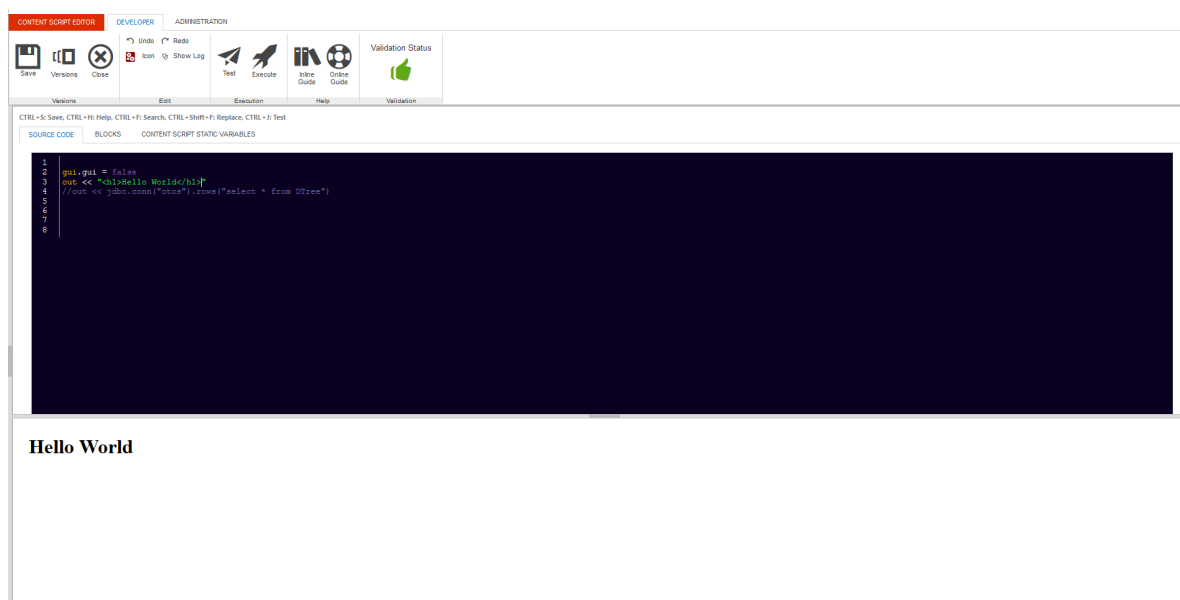 CONTENT SCRIPT EDITOR DEVELOPER ADMINISTRATION
Undo Redo
Icon Show Log
Save Versions Close
Test Execute
Inline Guide Online Guide
Validation Status
Versions Edit Execution Help Validation
CTRL+S: Save, CTRL+H: Help, CTRL+F: Search, CTRL+Shift+F: Replace, CTRL+J: Test
SOURCE CODE BLOCKS CONTENT SCRIPT STATIC VARIABLES
1
2 gui.gui = false
3 out << "<h1>Hello World</h1>"
4 //out << jdbc.conn("otcs").rows("select * from DTree")
5
6
7
8
Hello World